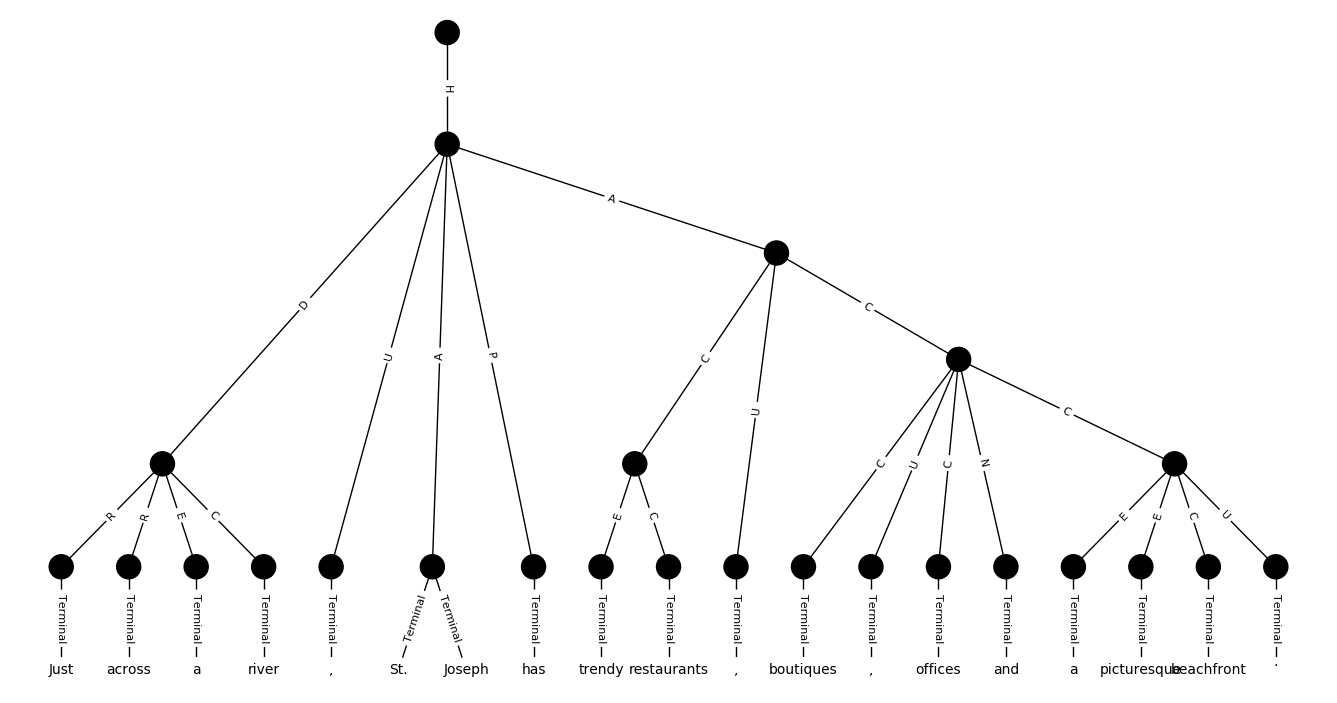 H
A
D
U
A
P
C
U
C
C
U
C
N
C
R
R
E
C
E
C
E
E
C
U
Terminal Terminal Terminal Terminal Terminal Terminal Terminal Terminal Terminal Terminal Terminal Terminal Terminal Terminal Terminal Terminal Terminal Terminal Terminal
Just across a river , St. Joseph has trendy restaurants , boutiques , offices and a picturesque beachfront .